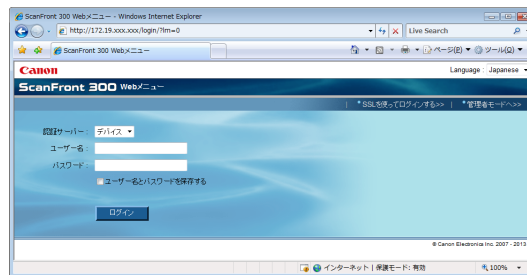 ScanFront 300 Webメニュー - Windows Internet Explorer
http://172.19.xxx.xxx/login/?lm=0
Live Search
ScanFront 300 Webメニュー
ページ(P)
ツール(O)
Canon
Language : Japanese
ScanFront 300 Webメニュー
| *SSLを使ってログインする>> | *管理者モードへ>>
認証サーバー : デバイス
ユーザー名 :
パスワード :
ユーザー名とパスワードを保存する
ログイン
© Canon Electronics Inc. 2007 - 2013
インターネット | 保護モード: 有効
100%